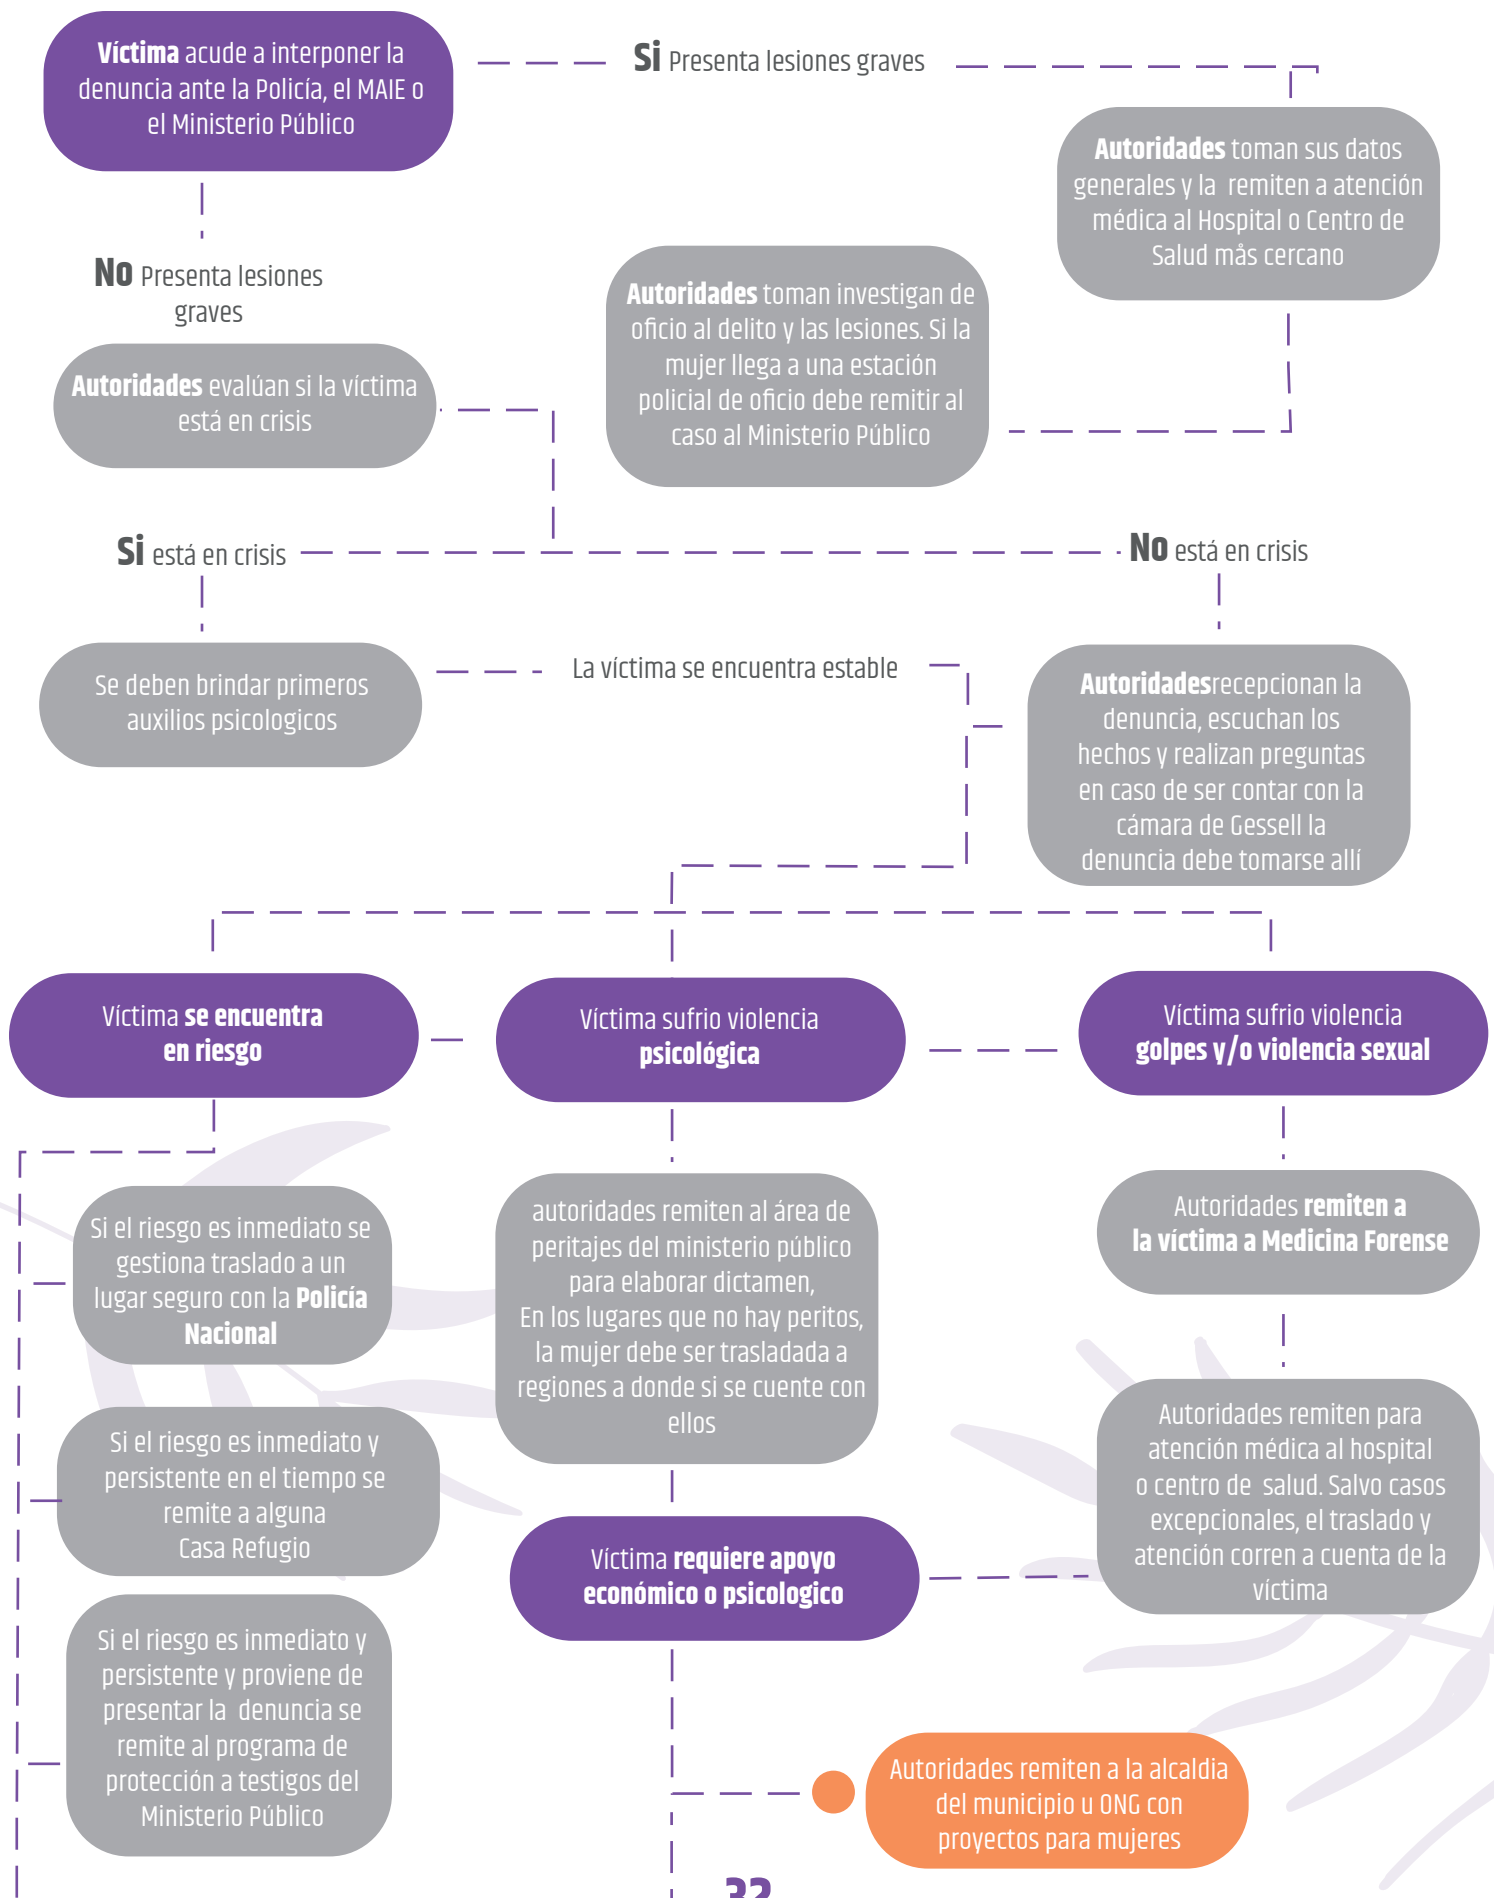 Víctima acude a interponer la
denuncia ante la Policía, el MAIE o
el Ministerio Público
Si Presenta lesiones graves
Autoridades toman sus datos
generales y la remiten a atención
médica al Hospital o Centro de
Salud mås cercano
No Presenta lesiones
graves
Autoridades toman investigan de
oficio al delito y las lesiones. Si la
mujer llega a una estación
policial de oficio debe remitir al
caso al Ministerio Público
Autoridades evalúan si la víctima
está en crisis
Si está en crisis
No está en crisis
Se deben brindar primeros
auxilios psicologicos
La víctima se encuentra estable
Autoridadesrecepcionan la
denuncia, escuchan los
hechos y realizan preguntas
en caso de ser contar con la
cámara de Gessell la
denuncia debe tomarse allí
Víctima se encuentra
en riesgo
Víctima sufrio violencia
psicológica
Víctima sufrio violencia
golpes y/o violencia sexual
Si el riesgo es inmediato se
gestiona traslado a un
lugar seguro con la Policía
Nacional
autoridades remiten al área de
peritajes del ministerio público
para elaborar dictamen,
En los lugares que no hay peritos,
la mujer debe ser trasladada a
regiones a donde si se cuente con
ellos
Autoridades remiten a
la víctima a Medicina Forense
Si el riesgo es inmediato y
persistente en el tiempo se
remite a alguna
Casa Refugio
Autoridades remiten para
atención médica al hospital
o centro de salud. Salvo casos
excepcionales, el traslado y
atención corren a cuenta de la
víctima
Víctima requiere apoyo
económico o psicologico
Si el riesgo es inmediato y
persistente y proviene de
presentar la denuncia se
remite al programa de
protección a testigos del
Ministerio Público
Autoridades remiten a la alcaldia
del municipio u ONG con
proyectos para mujeres
32